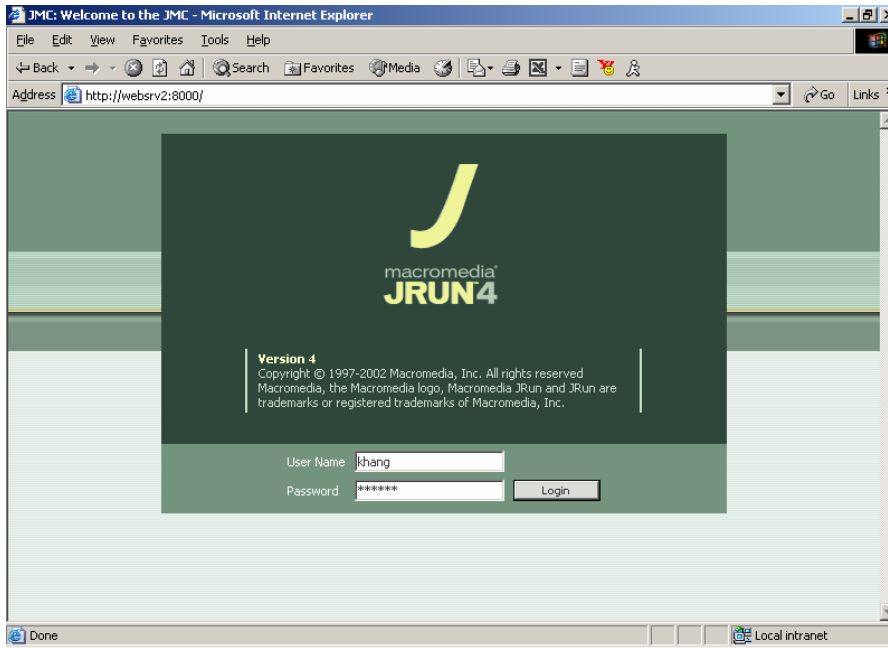 JMC: Welcome to the JMC - Microsoft Internet Explorer
File Edit View Favorites Tools Help
Back Search Favorites Media
Address http://websrv2:8000/ Go Links
J
macromedia®
JRUN™4
Version 4
Copyright © 1997-2002 Macromedia, Inc. All rights reserved
Macromedia, the Macromedia logo, Macromedia JRun and JRun are
trademarks or registered trademarks of Macromedia, Inc.
User Name khang
Password ****** Login
Done Local intranet